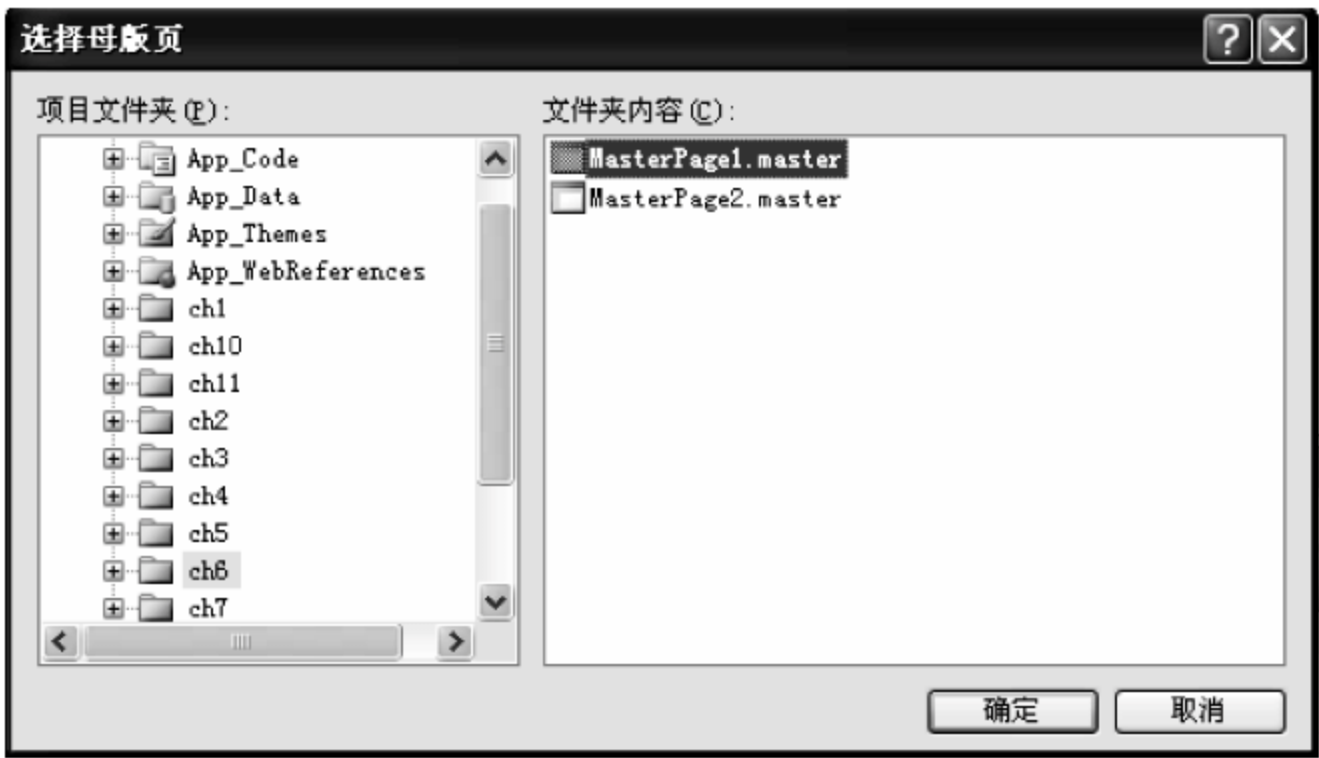 选择母版页
项目文件夹(P):
App_Code
App_Data
App_Themes
App_WebReferences
ch1
ch10
ch11
ch2
ch3
ch4
ch5
ch6
ch7
文件夹内容(C):
MasterPage1.master
MasterPage2.master
确定
取消